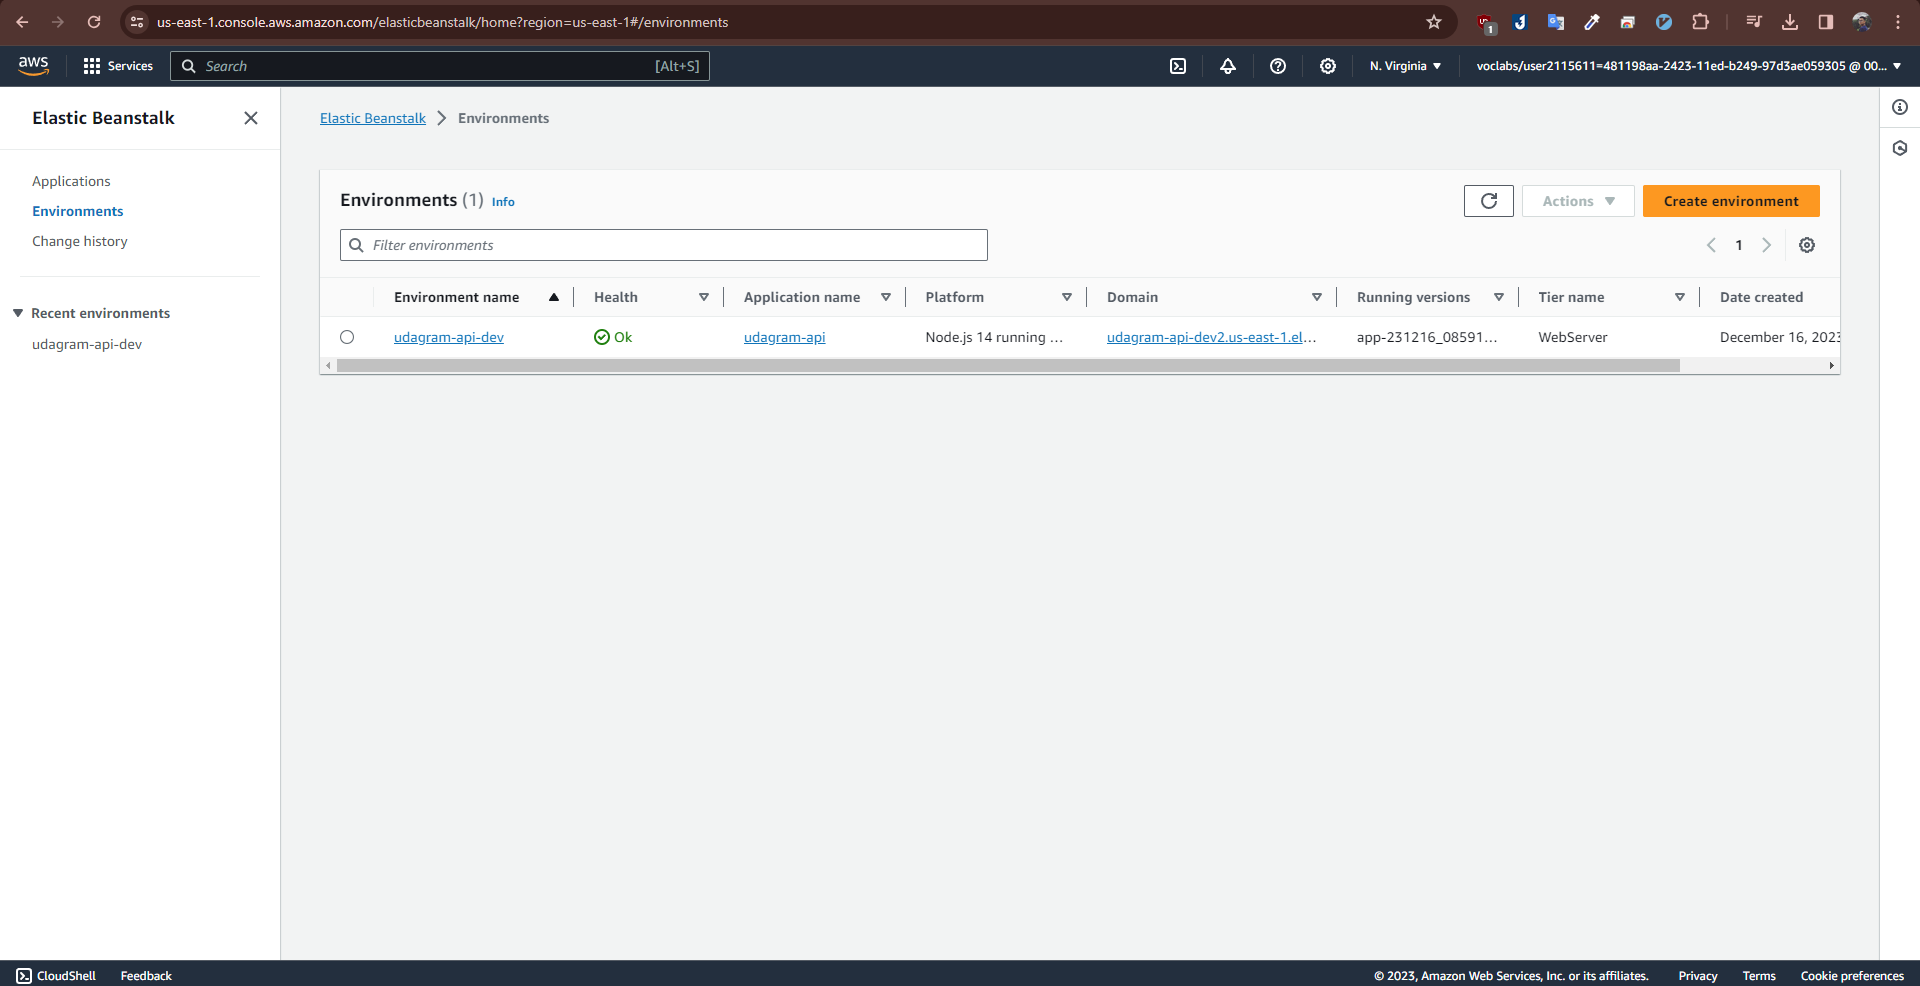 us-east-1.console.aws.amazon.com/elasticbeanstalk/home?region=us-east-1#/environments
1
aws
Services
Search
[Alt+S]
N. Virginia
voclabs/user2115611=481198aa-2423-11ed-b249-97d3ae059305 @ 00...
Elastic Beanstalk
Applications
Environments
Change history
Recent environments
udagram-api-dev
Elastic Beanstalk > Environments
Environments (1) Info
Actions
Create environment
Filter environments
1
Environment name Health Application name Platform Domain Running versions Tier name Date created
udagram-api-dev Ok udagram-api Node.js 14 running ... udagram-api-dev2.us-east-1.el... app-231216_08591... WebServer December 16, 2023
CloudShell Feedback
© 2023, Amazon Web Services, Inc. or its affiliates. Privacy Terms Cookie preferences